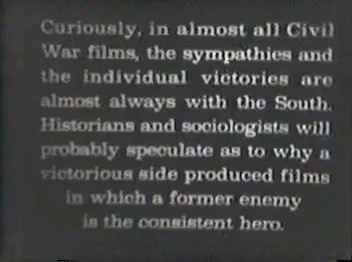 Curiously, in almost all Civil
War films, the sympathies and
the individual victories are
almost always with the South.
Historians and sociologists will
probably speculate as to why a
victorious side produced films
in which a former enemy
is the consistent hero.